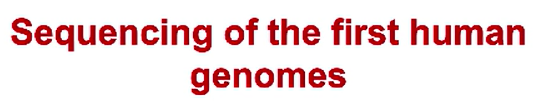 Sequencing of the first human
genomes